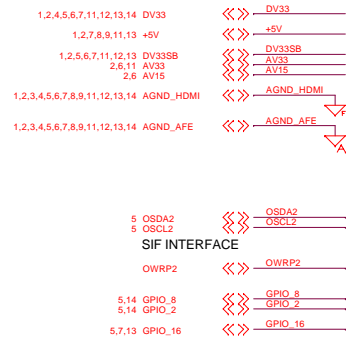 1,2,4,5,6,7,11,12,13,14 DV33 DV33
1,2,7,8,9,11,13 +5V +5V
1,2,5,6,7,11,12,13 DV33SB DV33SB
2,6,11 AV33 AV33
2,6 AV15 AV15
1,2,3,4,5,6,7,8,9,11,12,13,14 AGND_HDMI AGND_HDMI
1,2,3,4,5,6,7,8,9,11,12,13,14 AGND_AFE AGND_AFE
A
5 OSDA2 OSDA2
5 OSCL2 OSCL2
SIF INTERFACE
OWRP2 OWRP2
5,14 GPIO_8 GPIO_8
5,14 GPIO_2 GPIO_2
5,7,13 GPIO_16 GPIO_16